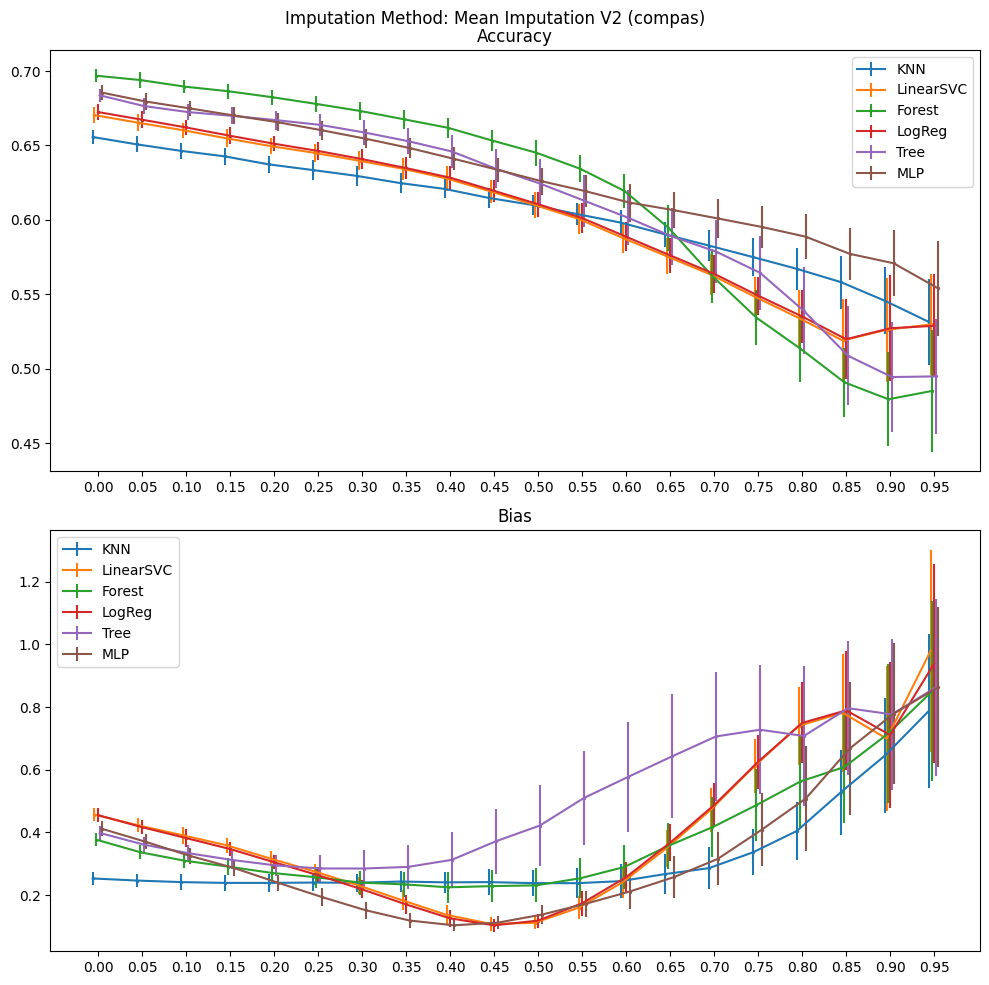 Imputation Method: Mean Imputation V2 (compas)
Accuracy
0.70
0.65
0.60
0.55
0.50
0.45
KNN
LinearSVC
Forest
LogReg
Tree
MLP
0.00 0.05 0.10 0.15 0.20 0.25 0.30 0.35 0.40 0.45 0.50 0.55 0.60 0.65 0.70 0.75 0.80 0.85 0.90 0.95
Bias
KNN
LinearSVC
Forest
LogReg
Tree
MLP
1.2
1.0
0.8
0.6
0.4
0.2
0.00 0.05 0.10 0.15 0.20 0.25 0.30 0.35 0.40 0.45 0.50 0.55 0.60 0.65 0.70 0.75 0.80 0.85 0.90 0.95